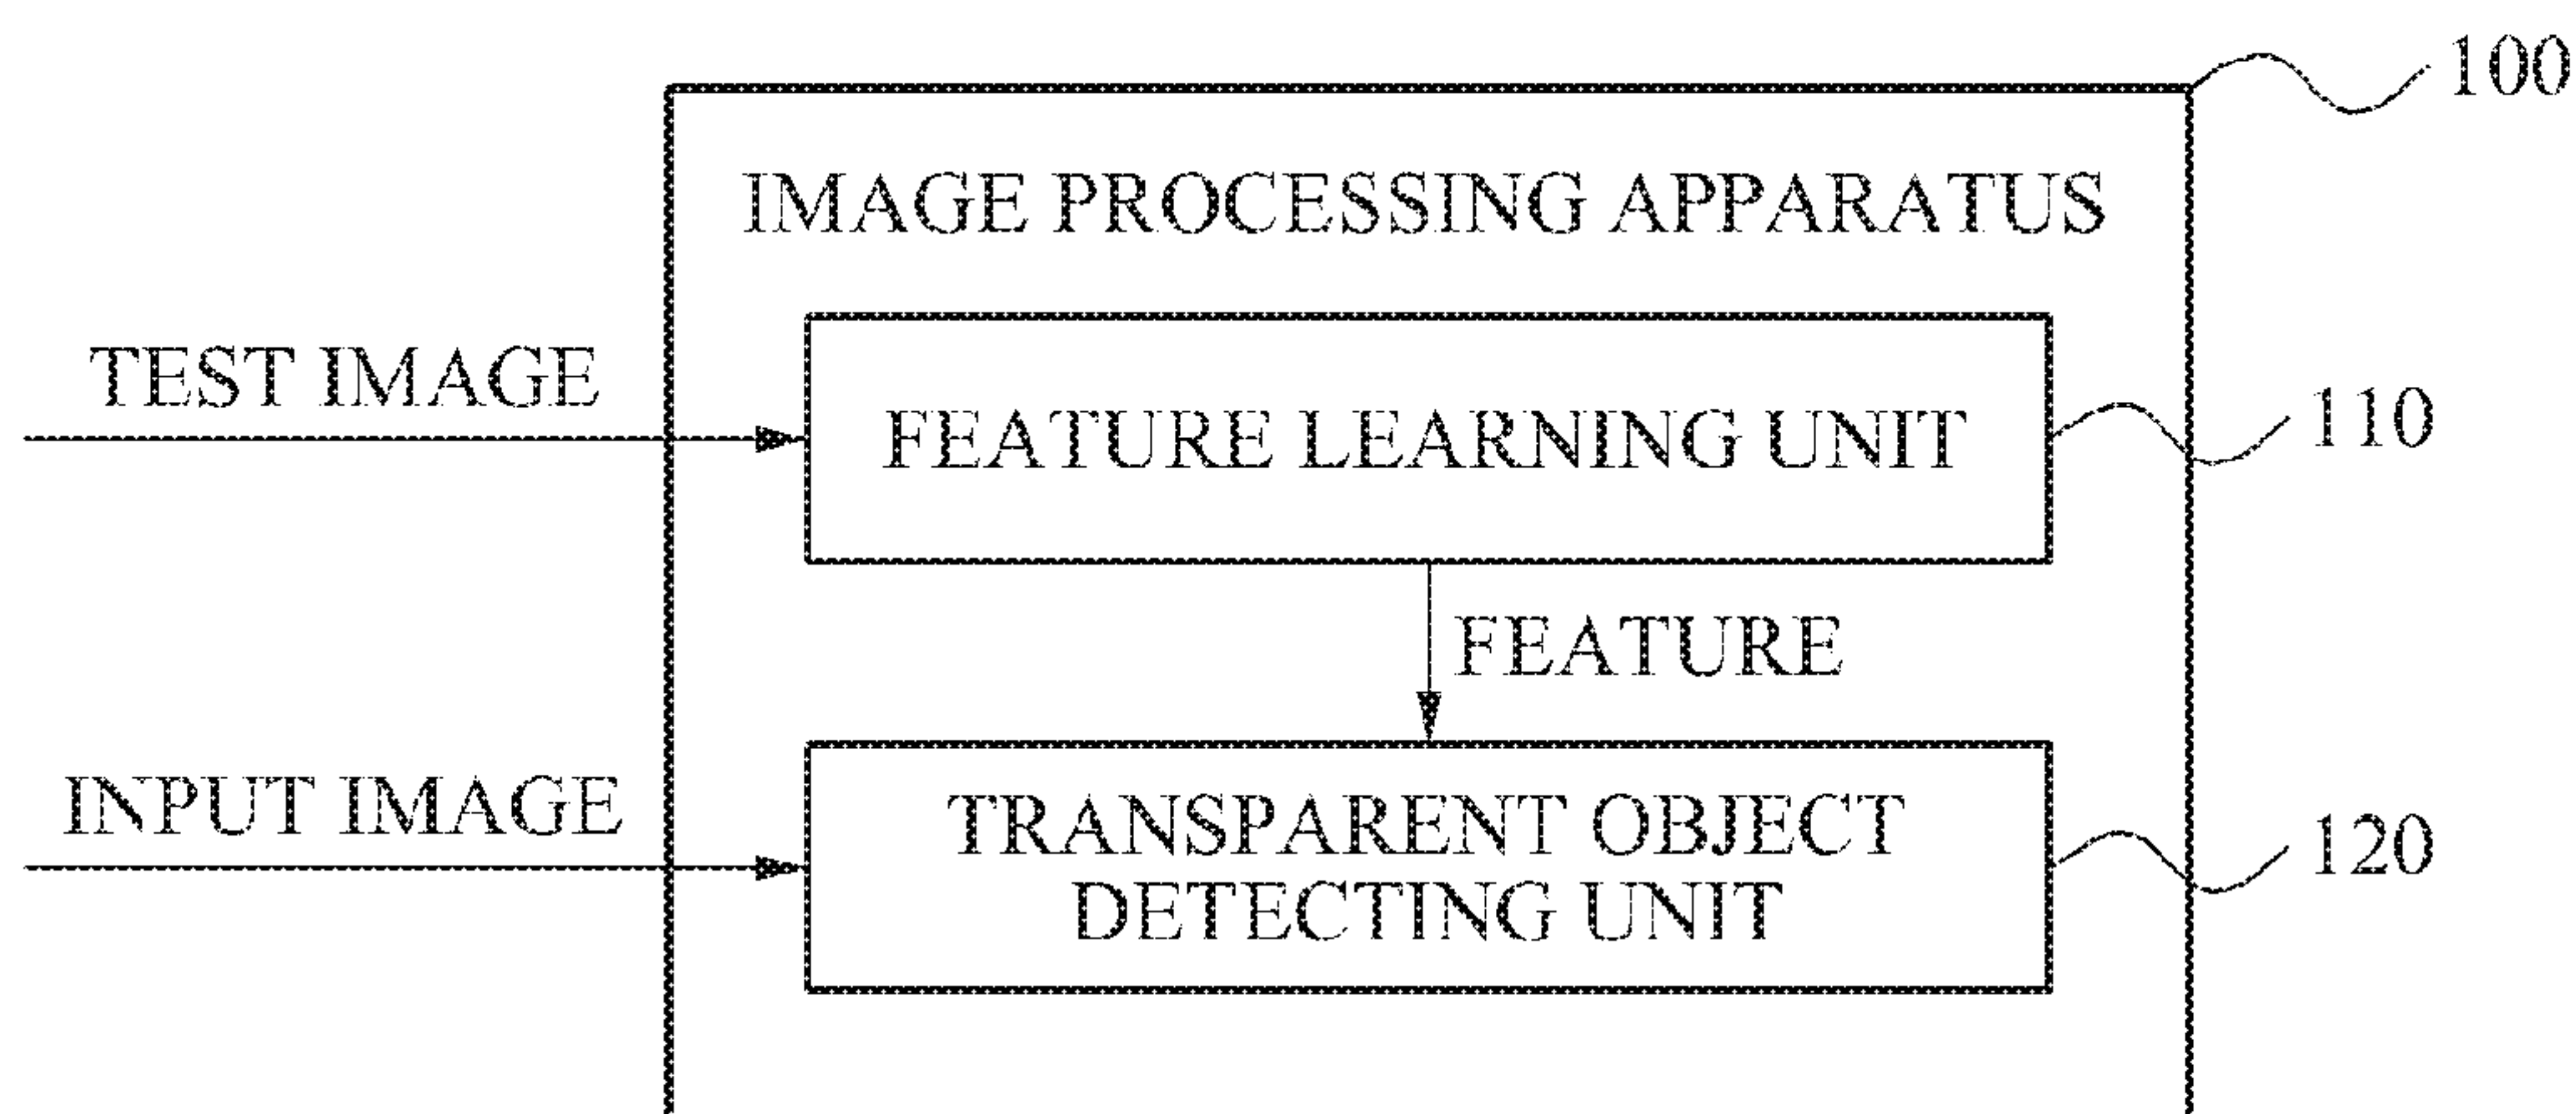 100
IMAGE PROCESSING APPARATUS
TEST IMAGE
FEATURE LEARNING UNIT
110
FEATURE
INPUT IMAGE
TRANSPARENT OBJECT
DETECTING UNIT
120